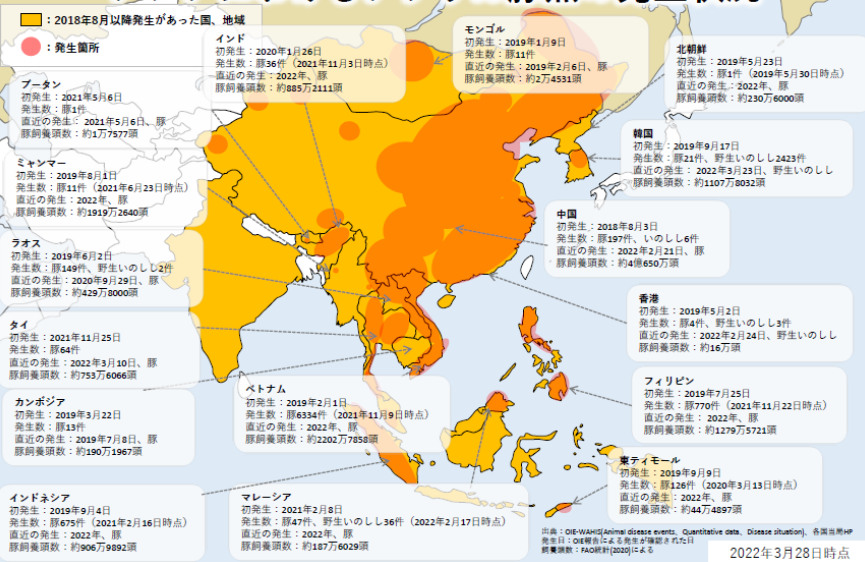 ：2018年8月以降発生があった国、地域
：発生箇所
インド
初発生：2020年1月26日
発生数：豚36件（2021年11月3日時点）
直近の発生：2022年、豚
豚飼養頭数：約885万2111頭
モンゴル
初発生：2019年1月9日
発生数：豚11件
直近の発生：2019年2月6日、豚
豚飼養頭数：約2万4531頭
北朝鮮
初発生：2019年5月23日
発生数：豚1件（2019年5月30日時点）
直近の発生：2022年、豚
豚飼養頭数：約230万6000頭
ブータン
初発生：2021年5月6日
発生数：豚1件
直近の発生： 2021年5月6日、豚
豚飼養頭数：約1万7577頭
韓国
初発生：2019年9月17日
発生数：豚21件、野生いのしし2423件
直近の発生： 2022年3月23日、野生いのしし
豚飼養頭数：約1107万8032頭
ミャンマー
初発生：2019年8月1日
発生数：豚11件（2021年6月23日時点）
直近の発生：2022年、豚
豚飼養頭数：約1919万2640頭
中国
初発生：2018年8月3日
発生数：豚197件、いのしし6件
直近の発生：2022年2月21日、豚
豚飼養頭数：約4億650万頭
ラオス
初発生：2019年6月2日
発生数：豚149件、野生いのしし2件
直近の発生：2020年9月29日、豚
豚飼養頭数：約429万8000頭
香港
初発生：2019年5月2日
発生数：豚4件、野生いのしし3件
直近の発生：2022年2月24日、野生いのしし
豚飼養頭数：約16万頭
タイ
初発生：2021年11月25日
発生数：豚64件
直近の発生：2022年3月10日、豚
豚飼養頭数：約753万6066頭
フィリピン
初発生：2019年7月25日
発生数：豚770件（2021年11月22日時点）
直近の発生： 2022年、豚
豚飼養頭数：約1279万5721頭
カンボジア
初発生：2019年3月22日
発生数：豚13件
直近の発生：2019年7月8日、豚
豚飼養頭数：約190万1967頭
ベトナム
初発生：2019年2月1日
発生数：豚6334件（2021年11月9日時点）
直近の発生：2022年、豚
豚飼養頭数：約2202万7858頭
東ティモール
初発生：2019年9月9日
発生数：豚126件（2020年3月13日時点）
直近の発生：2022年、豚
豚飼養頭数：約44万4897頭
インドネシア
初発生：2019年9月4日
発生数：豚675件（2021年2月16日時点）
直近の発生：2022年、豚
豚飼養頭数：約906万9892頭
マレーシア
初発生：2021年2月8日
発生数：豚47件、野生いのしし36件（2022年2月17日時点）
直近の発生：2022年、豚
豚飼養頭数：約187万6029頭
出典：OIE-WAHIS(Animal disease events、Quantitative data、Disease situation)、各国当局HP
発生日：OIE報告による発生が確認された日
飼養頭数：FAO統計(2020)による
2022年3月28日時点